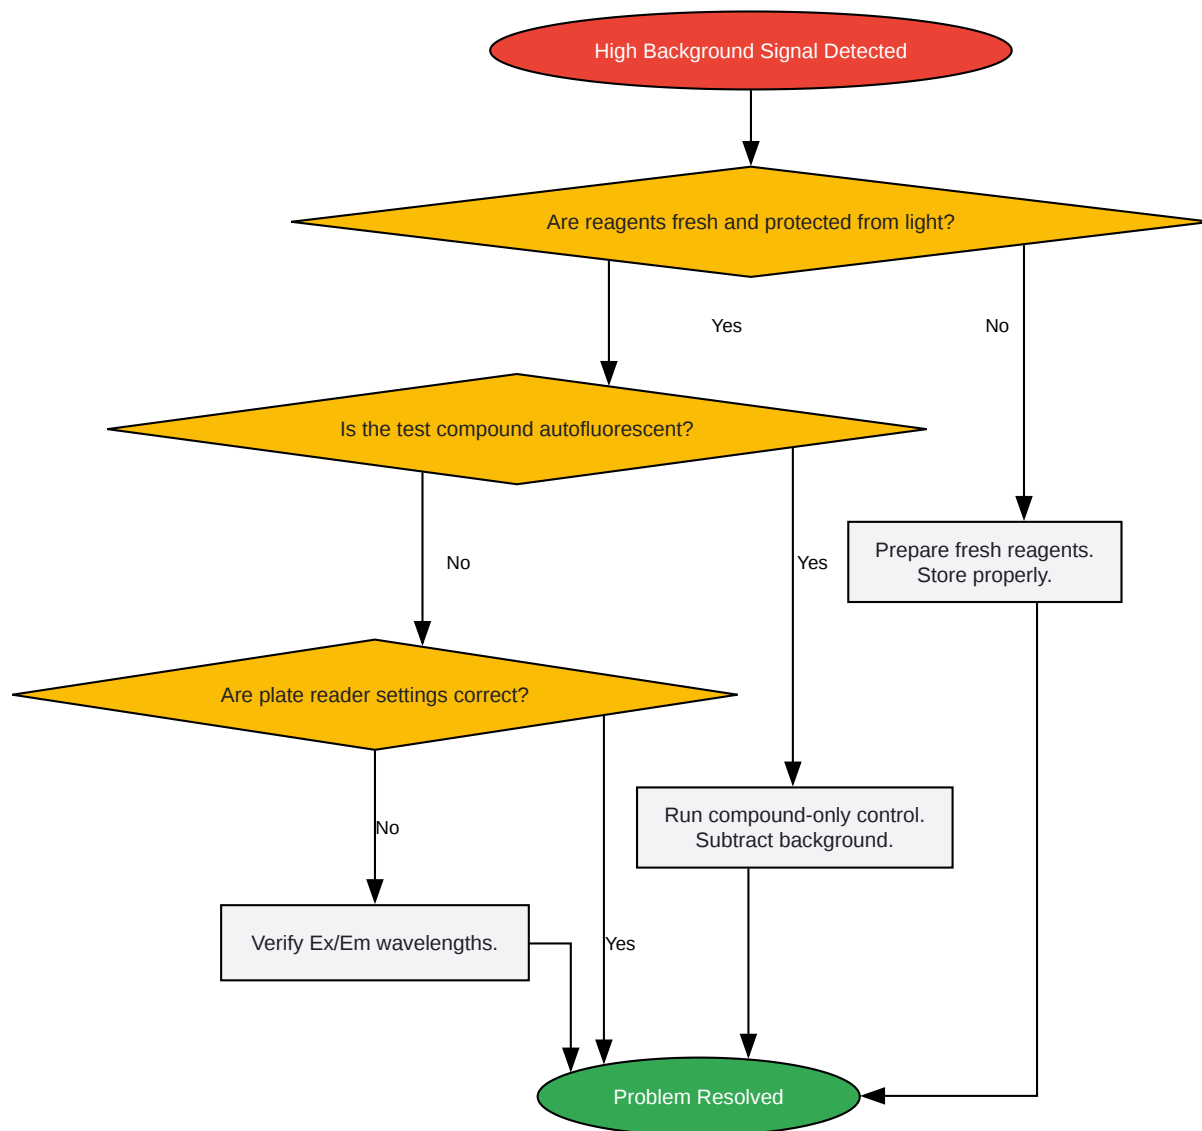 High Background Signal Detected
Are reagents fresh and protected from light?
Yes
No
Is the test compound autofluorescent?
No
Yes
Prepare fresh reagents.
Store properly.
Are plate reader settings correct?
Run compound-only control.
Subtract background.
No
Verify Ex/Em wavelengths.
Yes
Problem Resolved